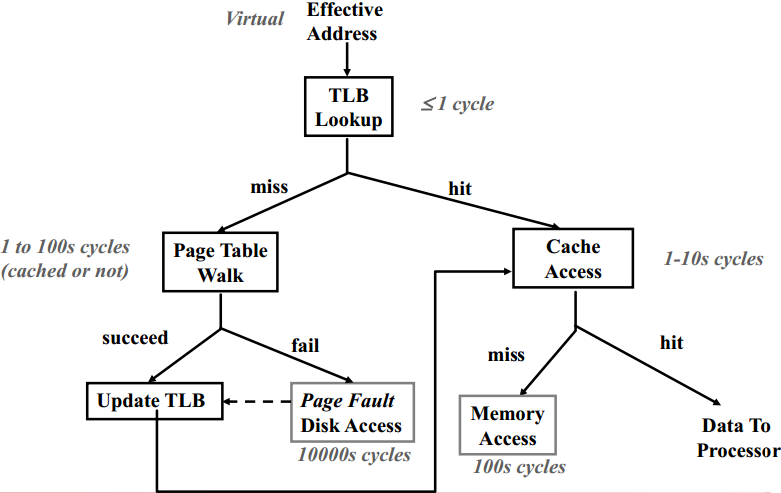 Virtual
Effective
Address
TLB
Lookup
≤1 cycle
miss
hit
1 to 100s cycles
(cached or not)
Page Table
Walk
Cache
Access
1-10s cycles
succeed
fail
miss
hit
Update TLB
Page Fault
Disk Access
10000s cycles
Memory
Access
100s cycles
Data To
Processor